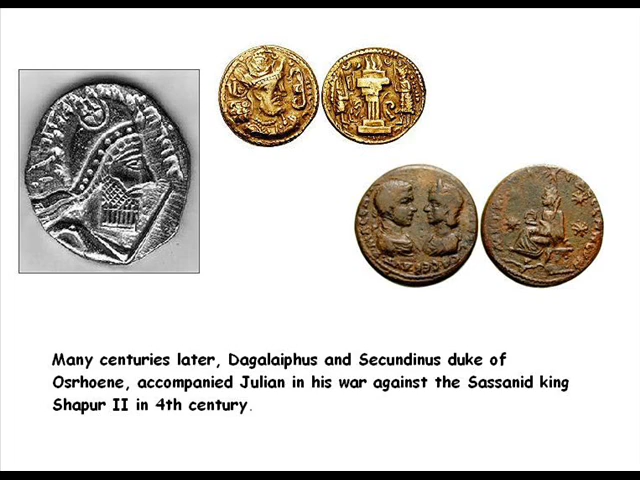 Many centuries later, Dagalaiphus and Secundinus duke of
Osrhoene, accompanied Julian in his war against the Sassanid king
Shapur II in 4th century.